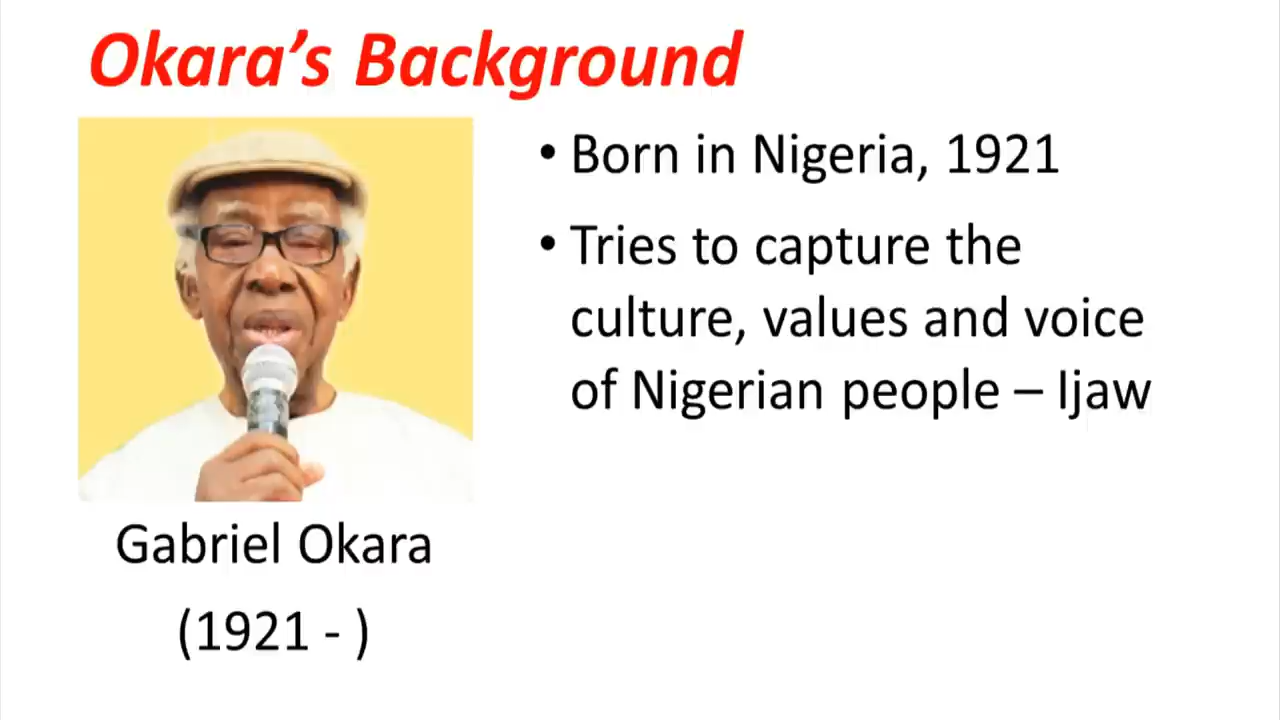 Okara’s Background
• Born in Nigeria, 1921
• Tries to capture the
culture, values and voice
of Nigerian people – Ijaw
Gabriel Okara
(1921 - )